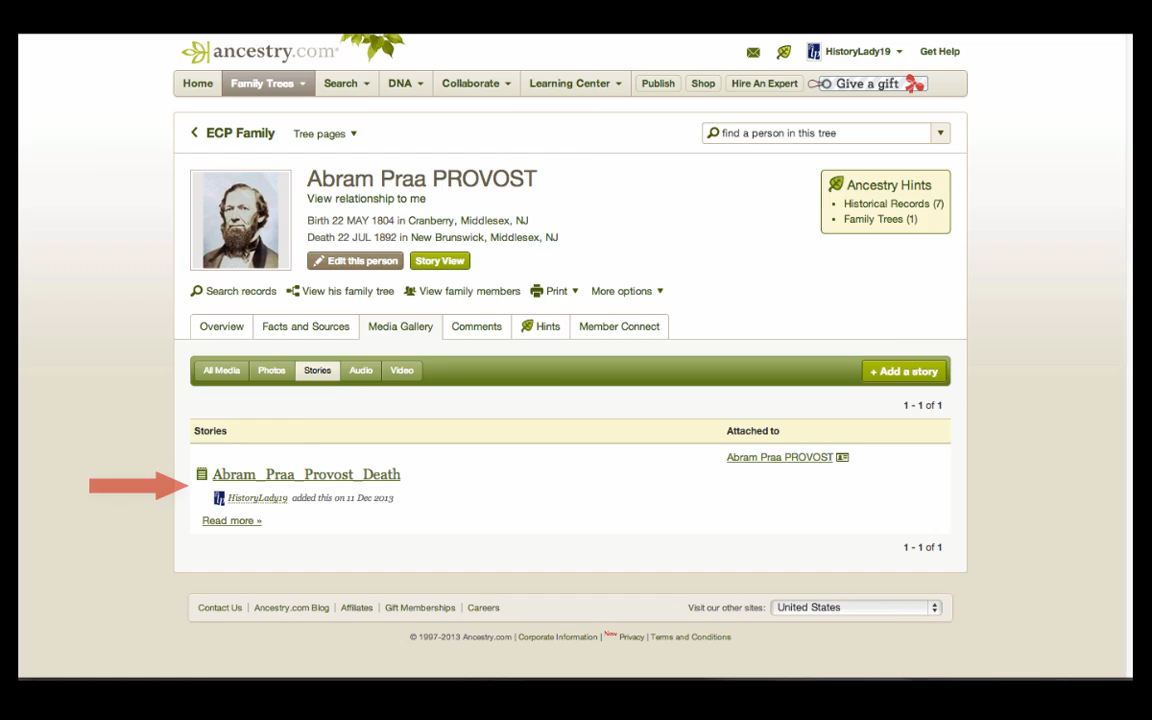 ancestry.com
HistoryLady19 Get Help
Home Family Trees Search DNA Collaborate Learning Center Publish Shop Hire An Expert Give a gift
ECP Family Tree pages find a person in this tree
Abram Praa PROVOST
View relationship to me
Birth 22 MAY 1804 in Cranberry, Middlesex, NJ
Death 22 JUL 1892 in New Brunswick, Middlesex, NJ
Edit this person Story View
Ancestry Hints
• Historical Records (7)
• Family Trees (1)
Search records View his family tree View family members Print More options
Overview Facts and Sources Media Gallery Comments Hints Member Connect
All Media Photos Stories Audio Video + Add a story
1 - 1 of 1
Stories Attached to
Abram Praa PROVOST
Abram_Praa_Provost_Death
HistoryLady19 added this on 11 Dec 2013
Read more »
1 - 1 of 1
Contact Us | Ancestry.com Blog | Affiliates | Gift Memberships | Careers Visit our other sites: United States
© 1997-2013 Ancestry.com | Corporate Information | New Privacy | Terms and Conditions